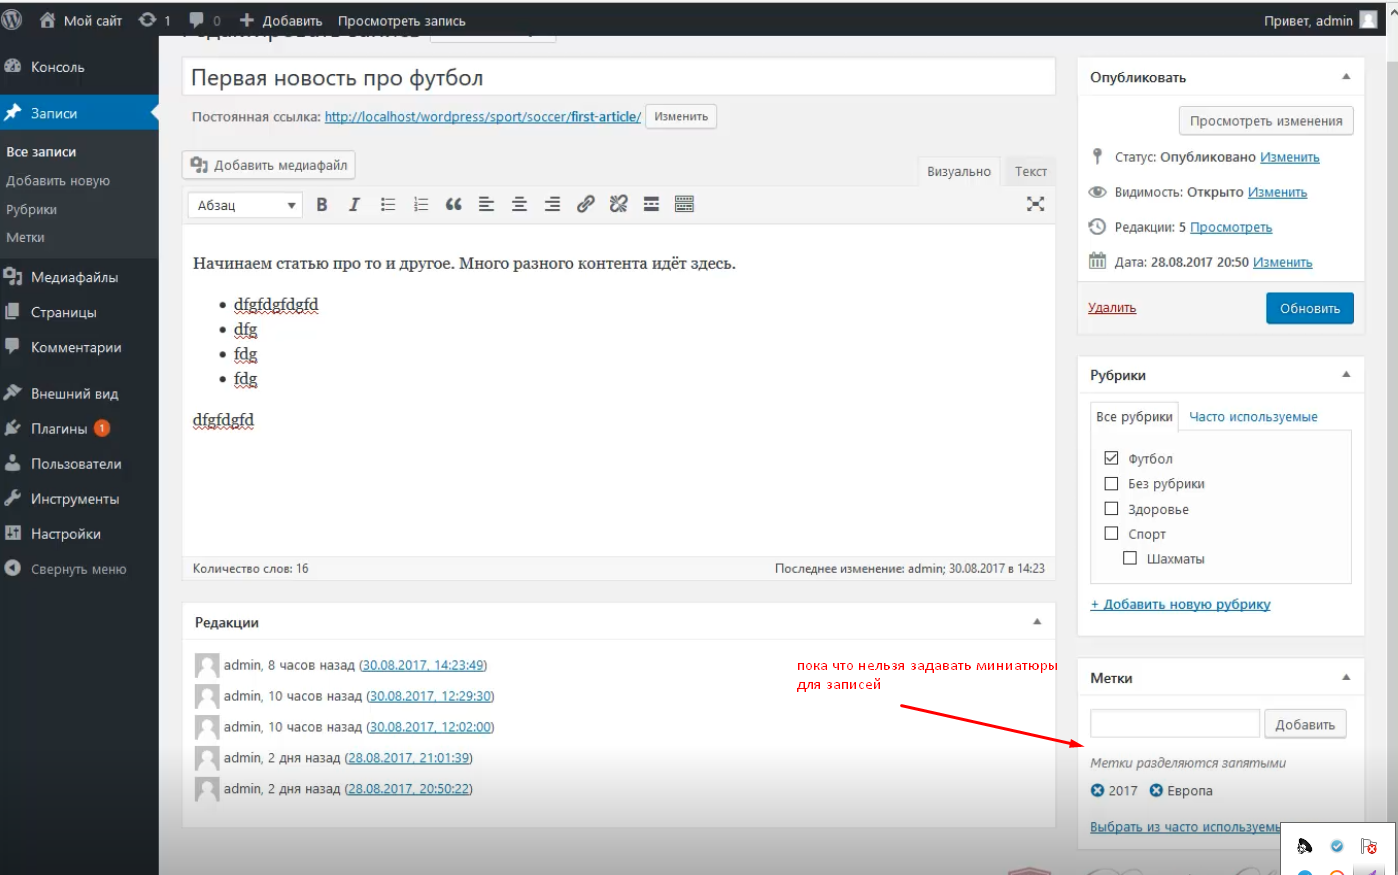 Мой сайт 1 0 Добавить Просмотреть запись Привет, admin
Консоль
Записи
Все записи
Добавить новую
Рубрики
Метки
Медиафайлы
Страницы
Комментарии
Внешний вид
Плагины 1
Пользователи
Инструменты
Настройки
Свернуть меню
Первая новость про футбол
Постоянная ссылка: http://localhost/wordpress/sport/soccer/first-article/ Изменить
Добавить медиафайл
Визуально Текст
Абзац
Начинаем статью про то и другое. Много разного контента идёт здесь.
dfgfdgfdgfd
dfg
fdg
fdg
dfgfdgfd
Количество слов: 16 Последнее изменение: admin; 30.08.2017 в 14:23
Редакции
admin, 8 часов назад (30.08.2017, 14:23:49)
admin, 10 часов назад (30.08.2017, 12:29:30)
admin, 10 часов назад (30.08.2017, 12:02:00)
admin, 2 дня назад (28.08.2017, 21:01:39)
admin, 2 дня назад (28.08.2017, 20:50:22)
пока что нельзя задавать миниатюры
для записей
Опубликовать
Просмотреть изменения
Статус: Опубликовано Изменить
Видимость: Открыто Изменить
Редакции: 5 Просмотреть
Дата: 28.08.2017 20:50 Изменить
Удалить Обновить
Рубрики
Все рубрики Часто используемые
Футбол
Без рубрики
Здоровье
Спорт
Шахматы
+ Добавить новую рубрику
Метки
Добавить
Метки разделяются запятыми
2017 Европа
Выбрать из часто используемы